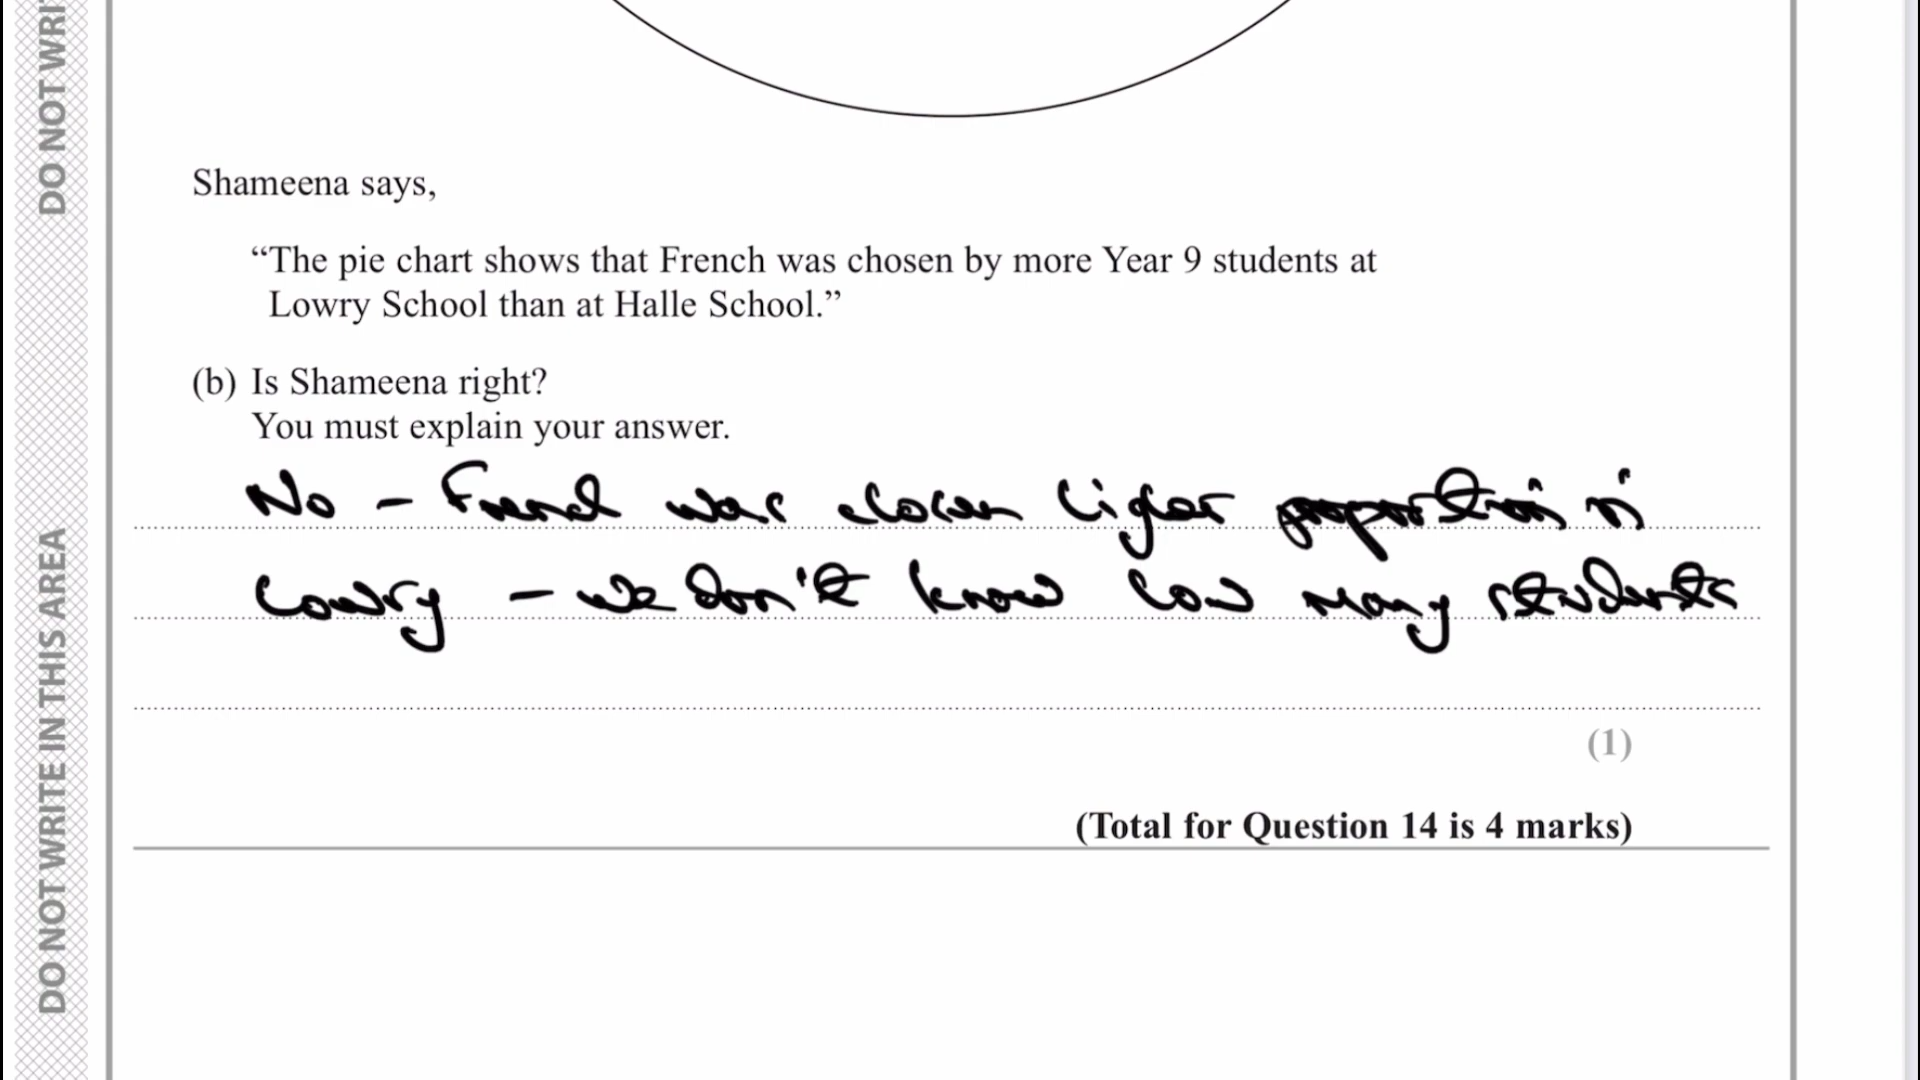 DO NOT WRI
DO NOT WRITE IN THIS AREA
Shameena says,
“The pie chart shows that French was chosen by more Year 9 students at
Lowry School than at Halle School.”
(b) Is Shameena right?
You must explain your answer.
No – French was chosen higher proportion in
Lowry – we don't know how many students
(1)
(Total for Question 14 is 4 marks)